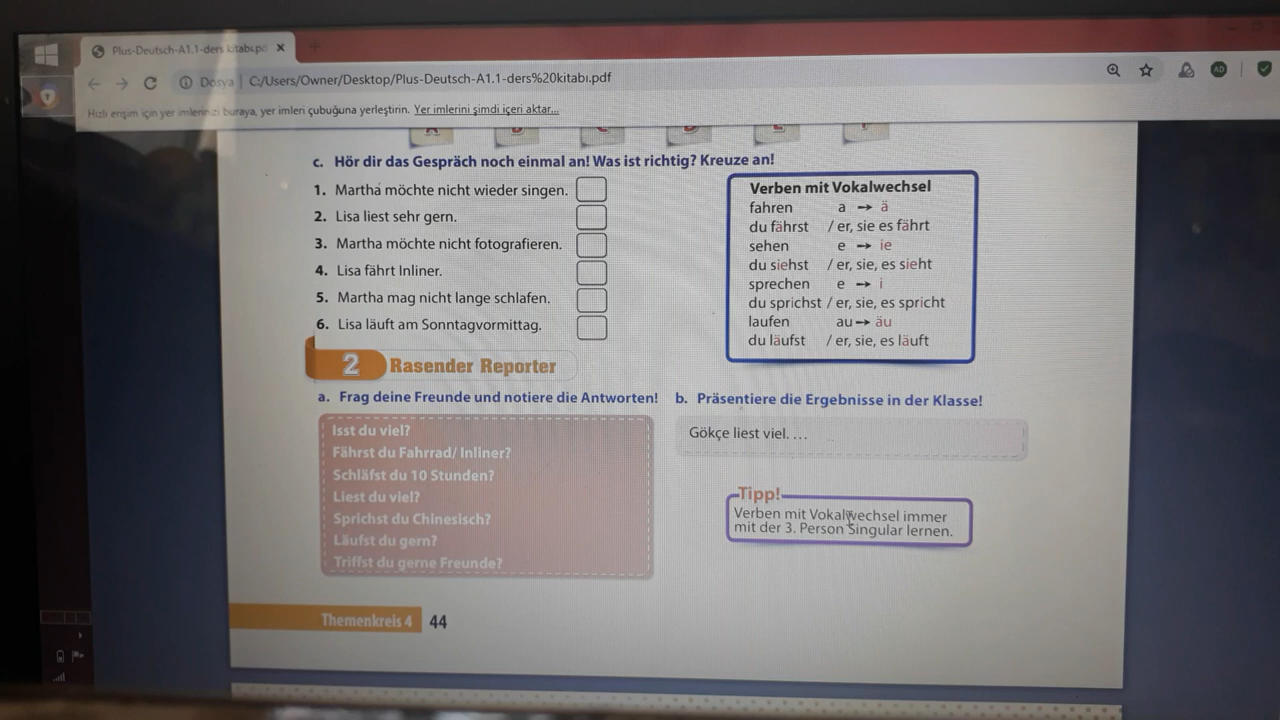 Plus-Deutsch-A1.1-ders kitabı.pd
Dosya | C:/Users/Owner/Desktop/Plus-Deutsch-A1.1-ders%20kitabı.pdf
AD
Hızlı erişim için yer imlerinizi buraya, yer imleri çubuğuna yerleştirin. Yer imlerini şimdi içeri aktar...
c. Hör dir das Gespräch noch einmal an! Was ist richtig? Kreuze an!
1. Martha möchte nicht wieder singen.
2. Lisa liest sehr gern.
3. Martha möchte nicht fotografieren.
4. Lisa fährt Inliner.
5. Martha mag nicht lange schlafen.
6. Lisa läuft am Sonntagvormittag.
Verben mit Vokalwechsel
fahren a → ä
du fährst / er, sie es fährt
sehen e → ie
du siehst / er, sie, es sieht
sprechen e → i
du sprichst / er, sie, es spricht
laufen au → äu
du läufst / er, sie, es läuft
2 Rasender Reporter
a. Frag deine Freunde und notiere die Antworten!
Isst du viel?
Fährst du Fahrrad/ Inliner?
Schläfst du 10 Stunden?
Liest du viel?
Sprichst du Chinesisch?
Läufst du gern?
Triffst du gerne Freunde?
b. Präsentiere die Ergebnisse in der Klasse!
Gökçe liest viel. ...
Tipp!
Verben mit Vokalwechsel immer
mit der 3. Person Singular lernen.
Themenkreis 4 44